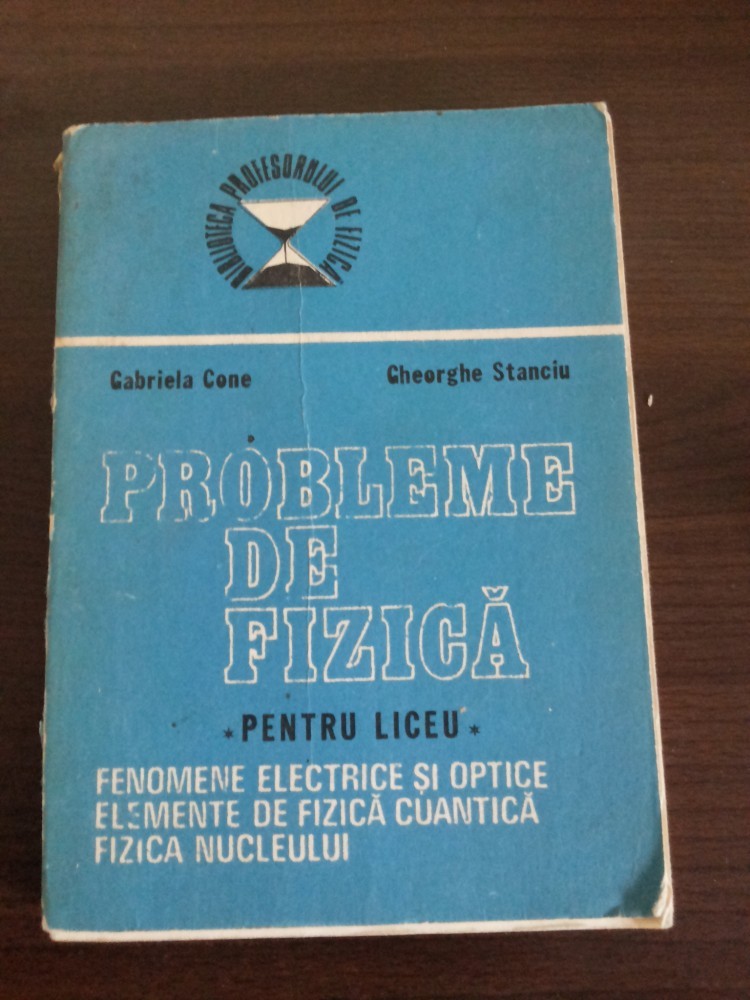 BIBLIOTECA PROFESORULUI DE FIZICĂ
Gabriela Cone
Gheorghe Stanciu
PROBLEME
DE
FIZICĂ
* PENTRU LICEU *
FENOMENE ELECTRICE ȘI OPTICE
ELEMENTE DE FIZICĂ CUANTICĂ
FIZICA NUCLEULUI